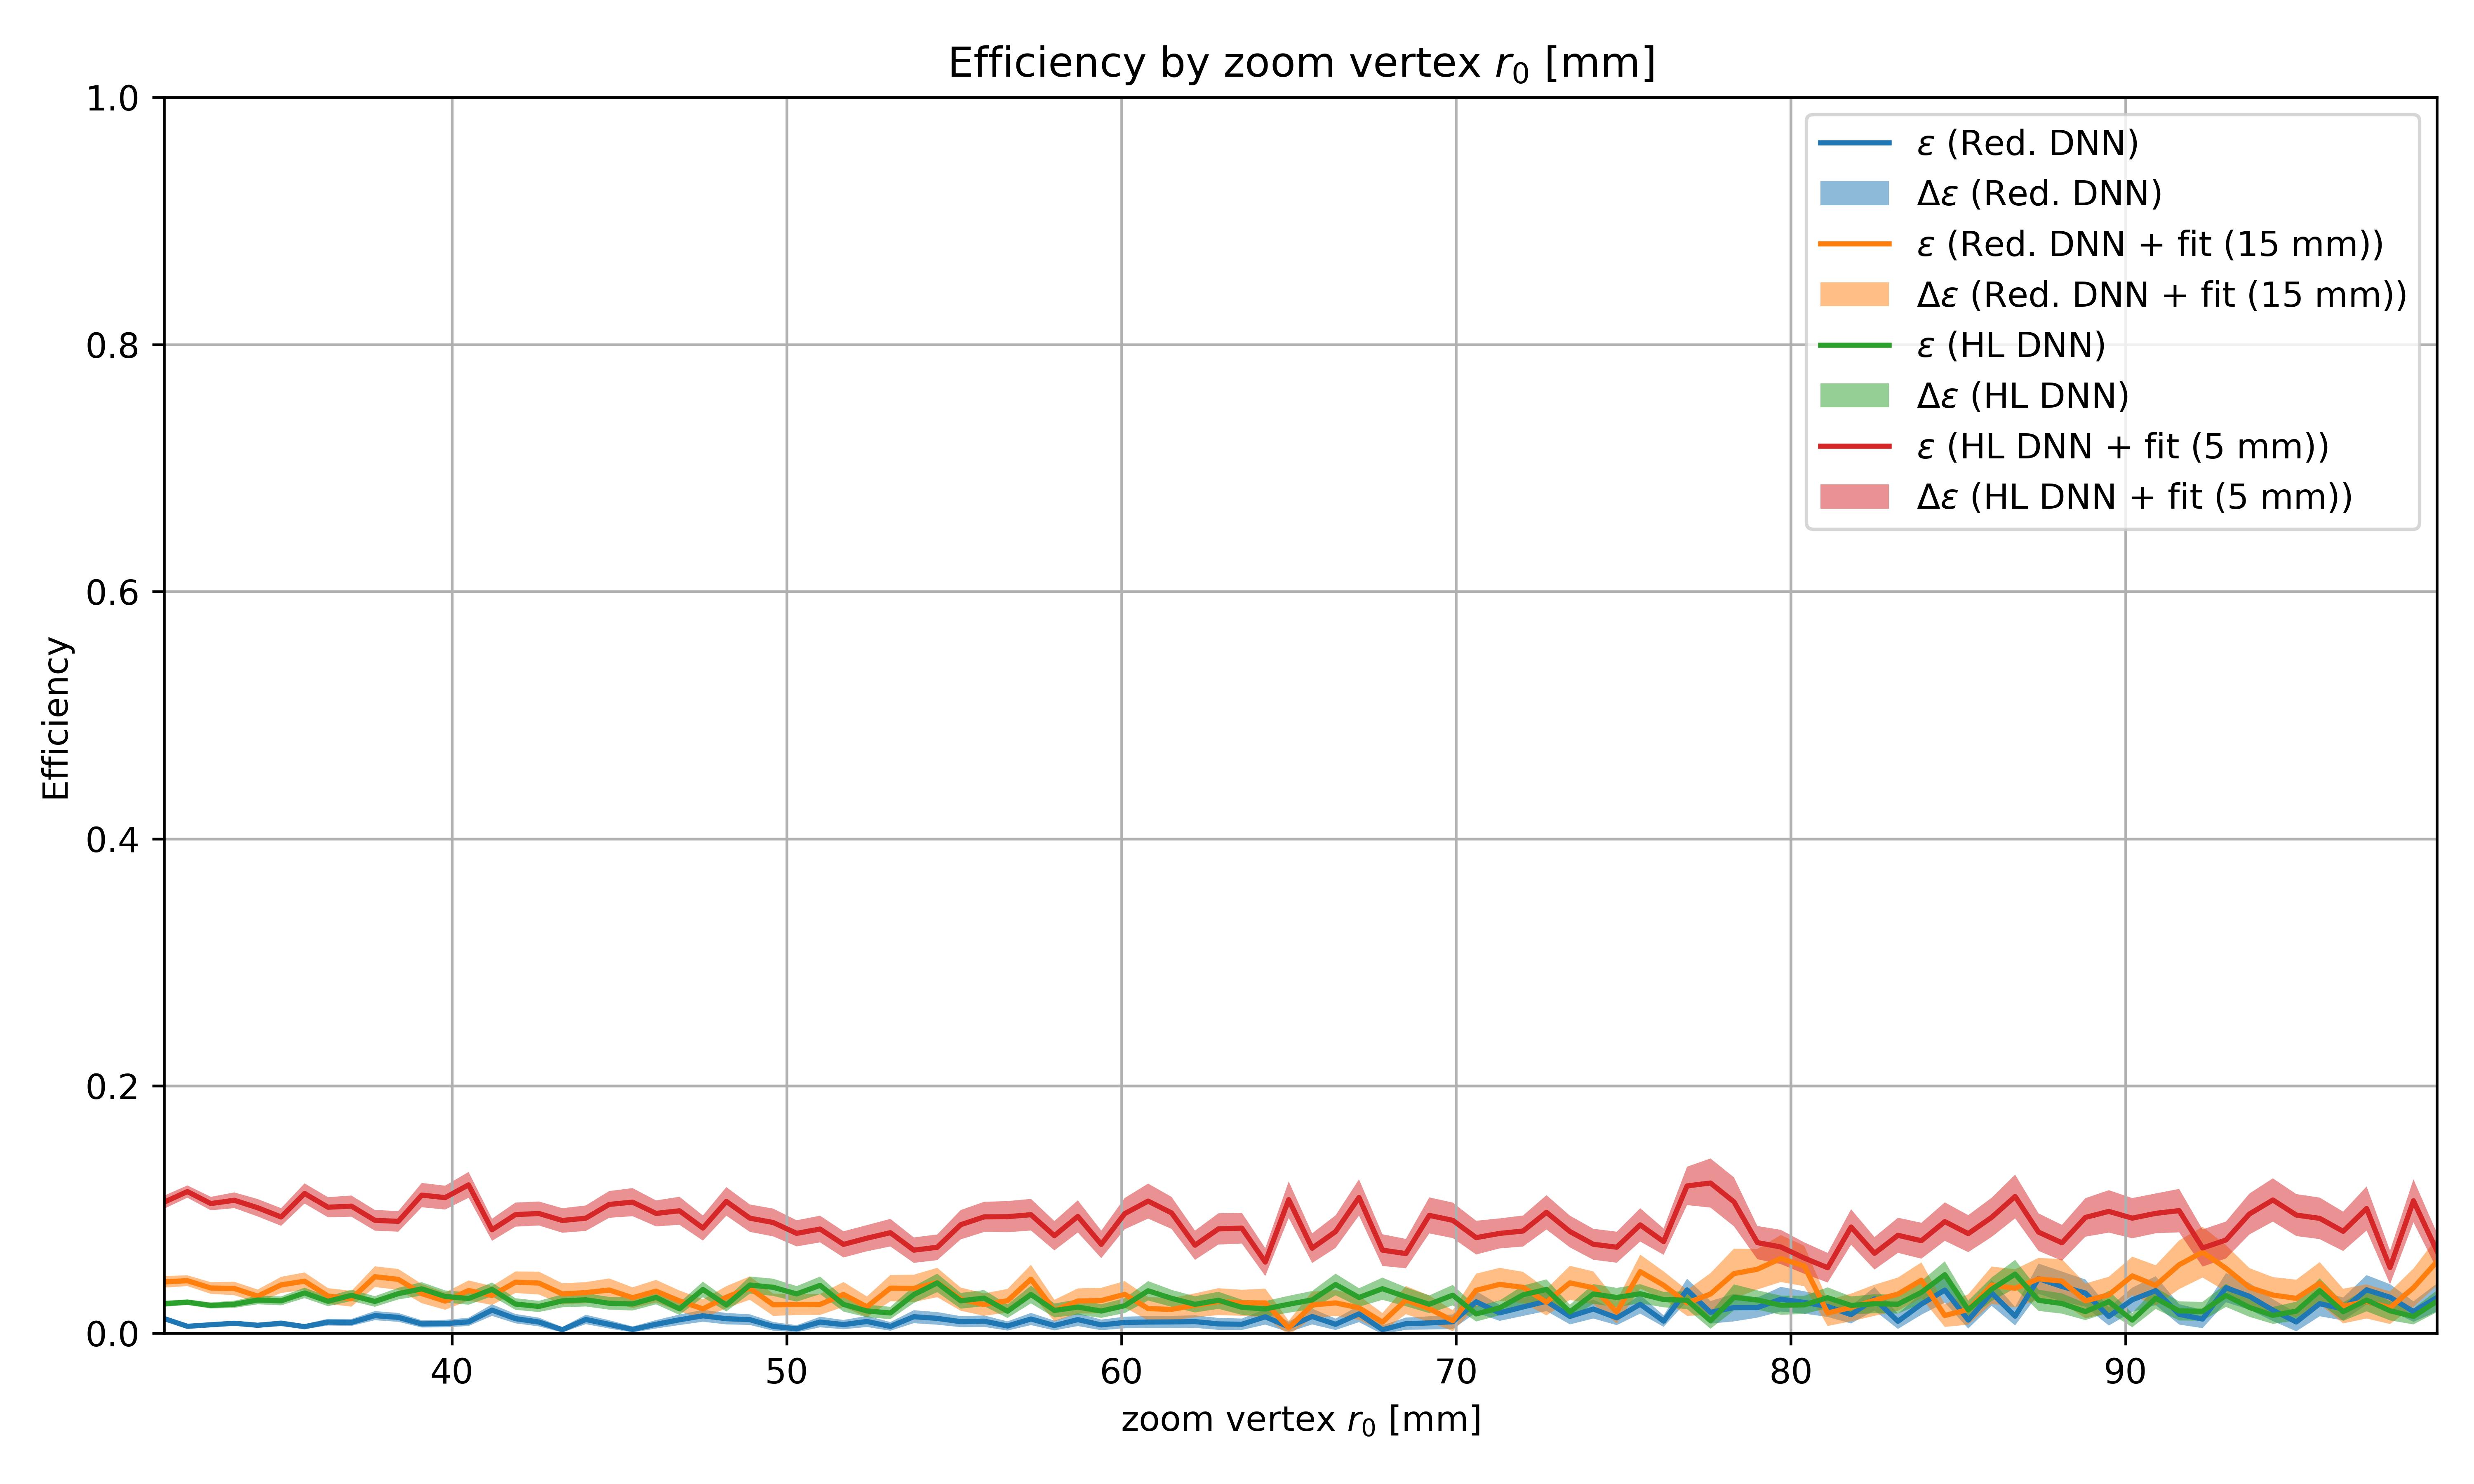 Efficiency by zoom vertex r₀ [mm]
1.0
0.8
0.6
0.4
0.2
0.0
Efficiency
ε (Red. DNN)
Δε (Red. DNN)
ε (Red. DNN + fit (15 mm))
Δε (Red. DNN + fit (15 mm))
ε (HL DNN)
Δε (HL DNN)
ε (HL DNN + fit (5 mm))
Δε (HL DNN + fit (5 mm))
40 50 60 70 80 90
zoom vertex r₀ [mm]